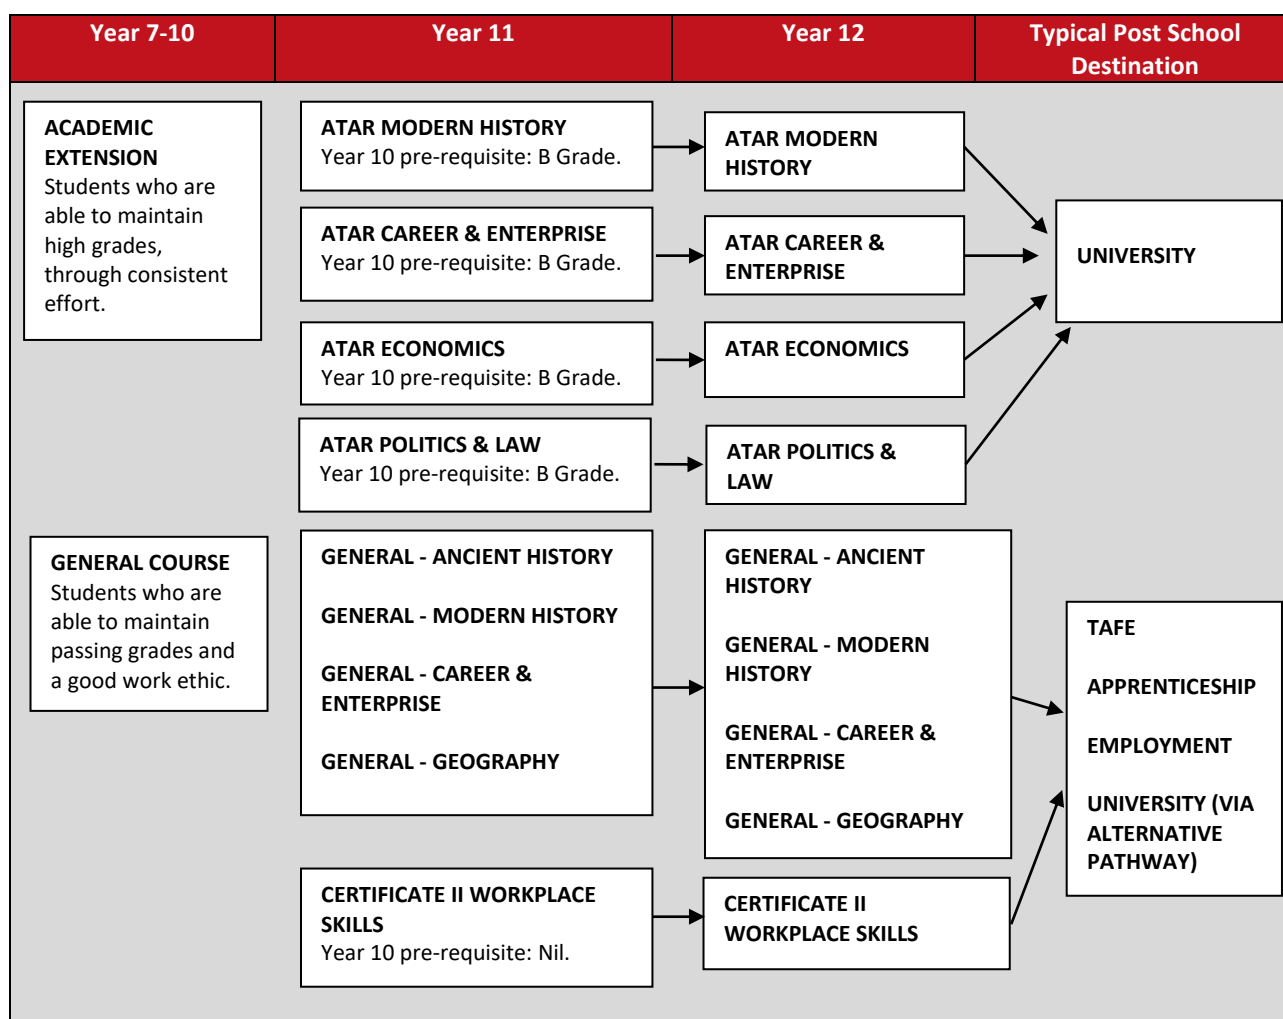 Year 7-10
Year 11
Year 12
Typical Post School
Destination
ACADEMIC
EXTENSION
Students who are
able to maintain
high grades,
through consistent
effort.
ATAR MODERN HISTORY
Year 10 pre-requisite: B Grade.
ATAR MODERN
HISTORY
ATAR CAREER & ENTERPRISE
Year 10 pre-requisite: B Grade.
ATAR CAREER &
ENTERPRISE
UNIVERSITY
ATAR ECONOMICS
Year 10 pre-requisite: B Grade.
ATAR ECONOMICS
ATAR POLITICS & LAW
Year 10 pre-requisite: B Grade.
ATAR POLITICS &
LAW
GENERAL COURSE
Students who are
able to maintain
passing grades and
a good work ethic.
GENERAL - ANCIENT HISTORY
GENERAL - MODERN HISTORY
GENERAL - CAREER &
ENTERPRISE
GENERAL - GEOGRAPHY
GENERAL - ANCIENT
HISTORY
GENERAL - MODERN
HISTORY
GENERAL - CAREER &
ENTERPRISE
GENERAL - GEOGRAPHY
TAFE
APPRENTICESHIP
EMPLOYMENT
UNIVERSITY (VIA
ALTERNATIVE
PATHWAY)
CERTIFICATE II WORKPLACE
SKILLS
Year 10 pre-requisite: Nil.
CERTIFICATE II
WORKPLACE SKILLS